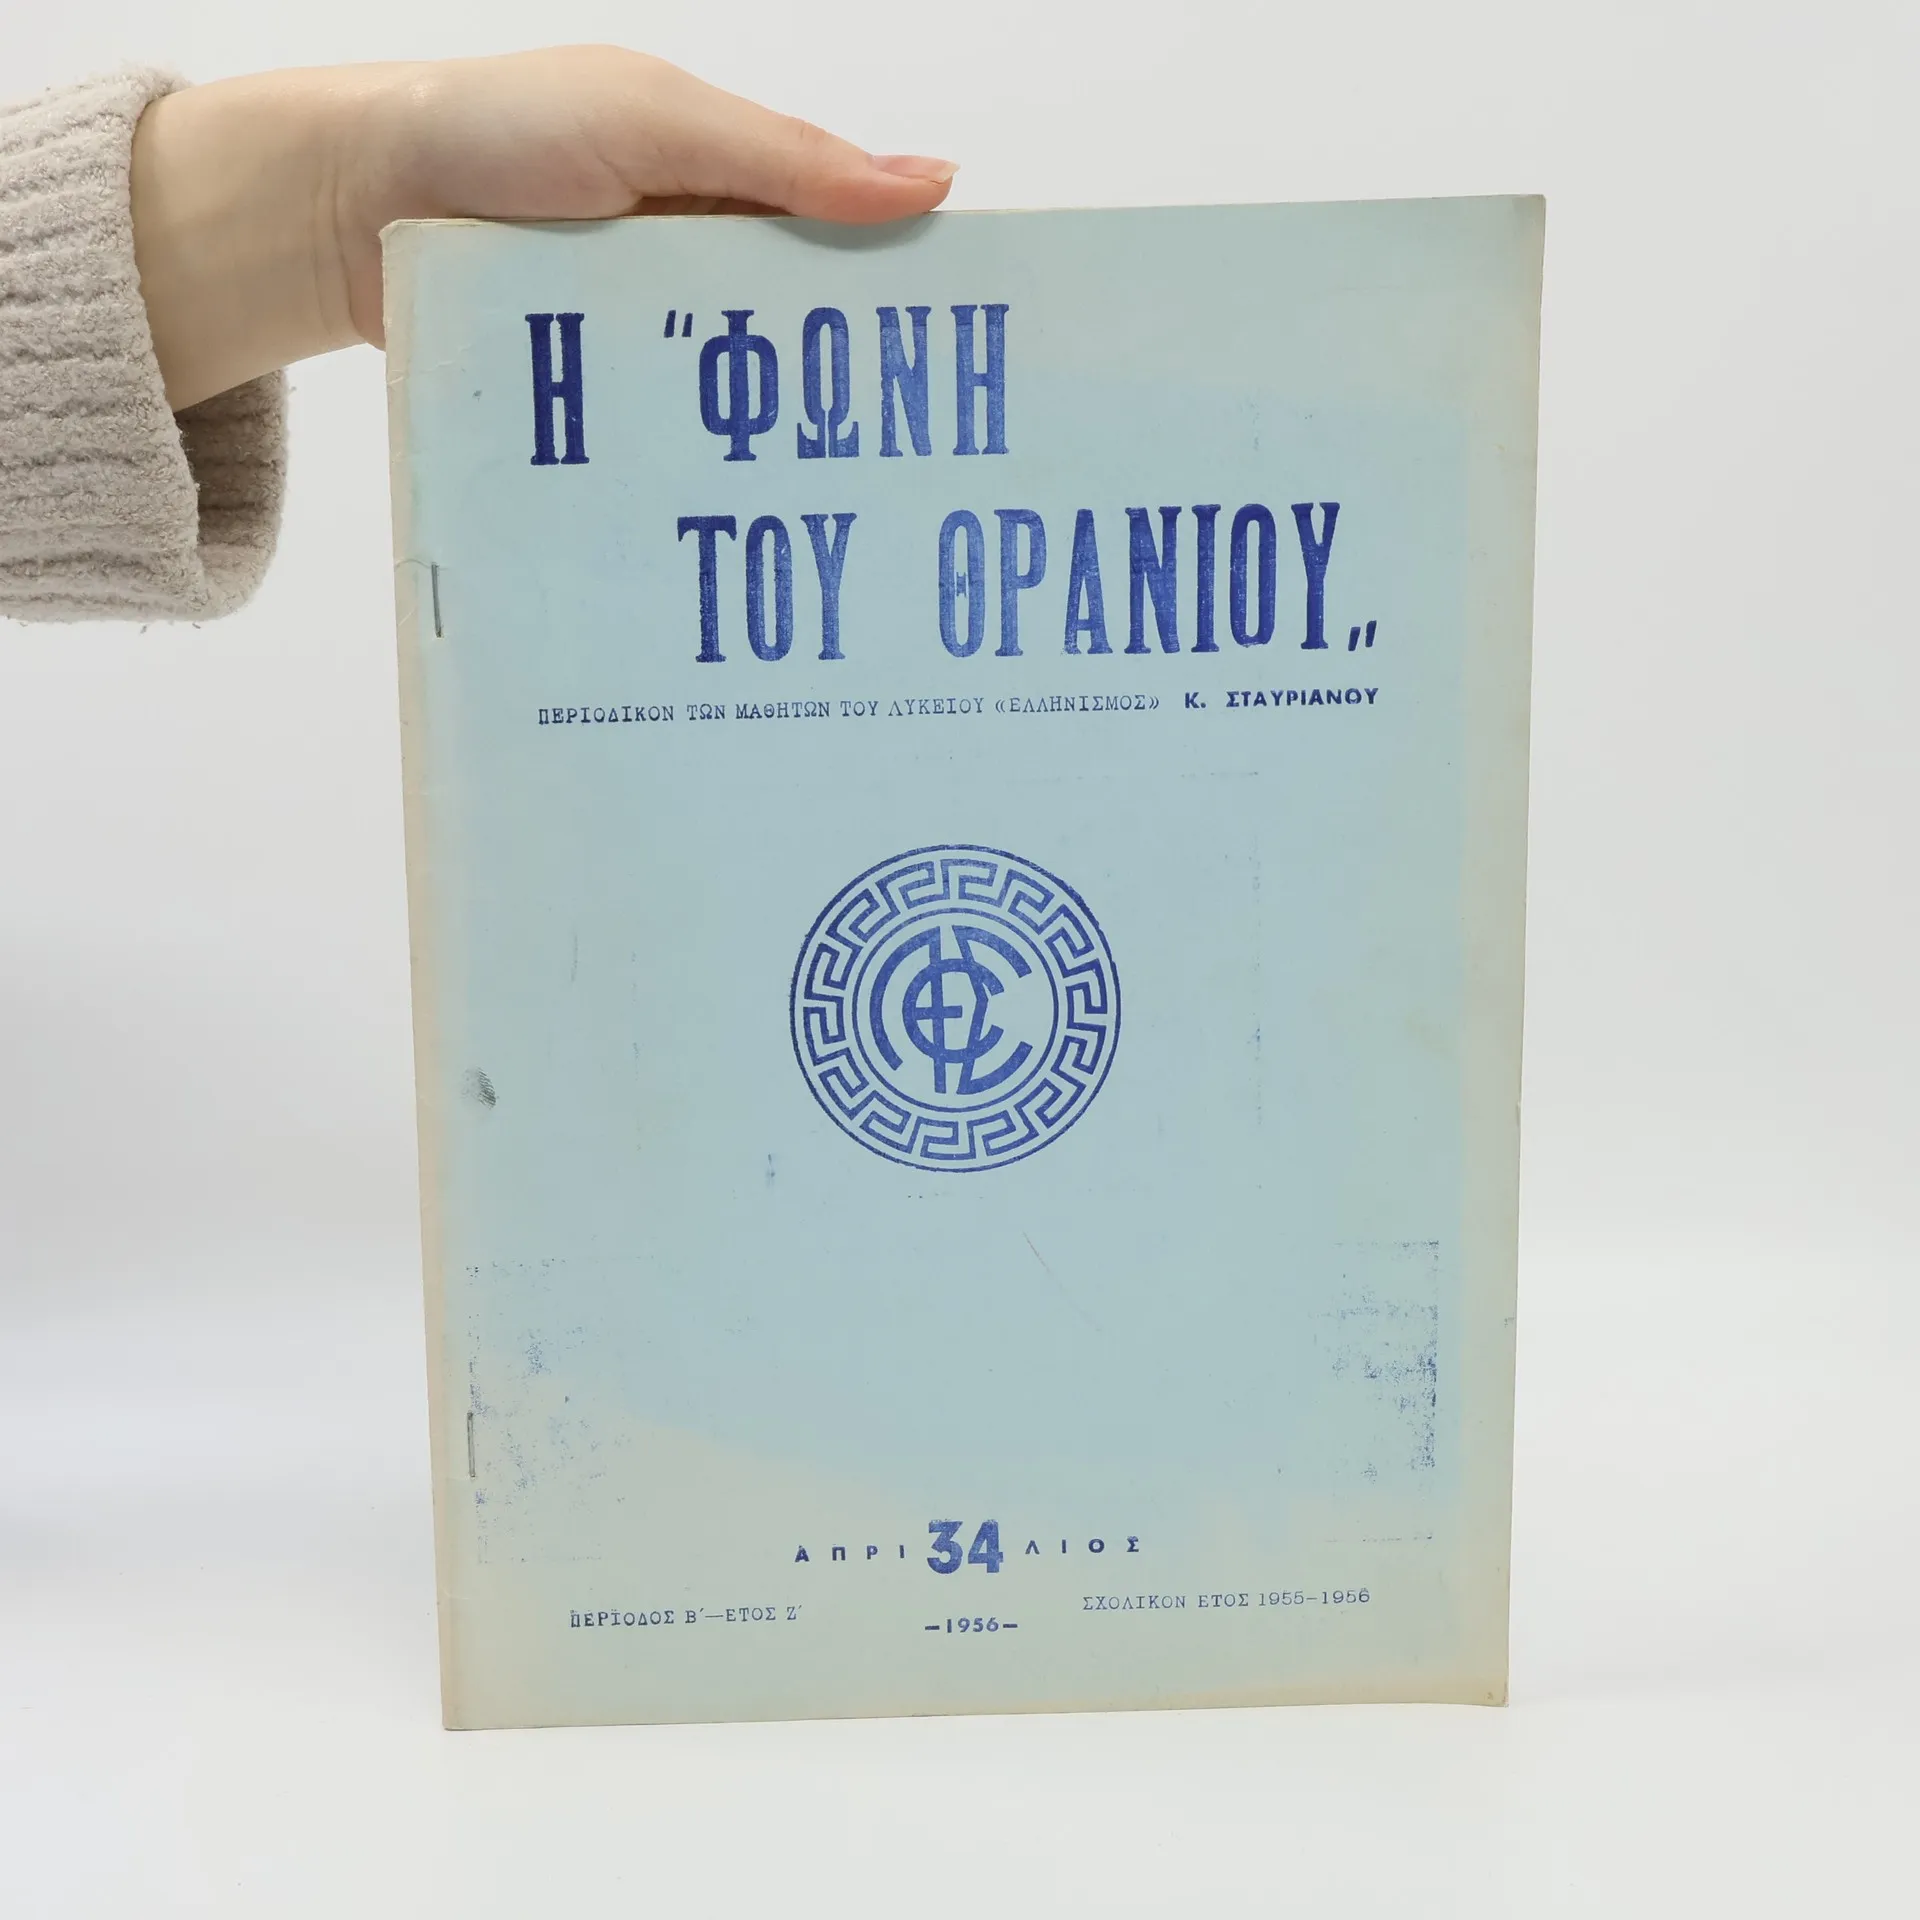 Η "ΦΩΝΗ
ΤΟΥ ΘΡΑΝΙΟΥ„
ΠΕΡΙΟΔΙΚΟΝ ΤΩΝ ΜΑΘΗΤΩΝ ΤΟΥ ΛΥΚΕΙΟΥ «ΕΛΛΗΝΙΣΜΟΣ» Κ. ΣΤΑΥΡΙΑΝΟΥ
ΑΠΡΙ 34 ΛΙΟΣ
ΠΕΡΙΟΔΟΣ Β΄—ΕΤΟΣ Ζ΄
—1956—
ΣΧΟΛΙΚΟΝ ΕΤΟΣ 1955-1956